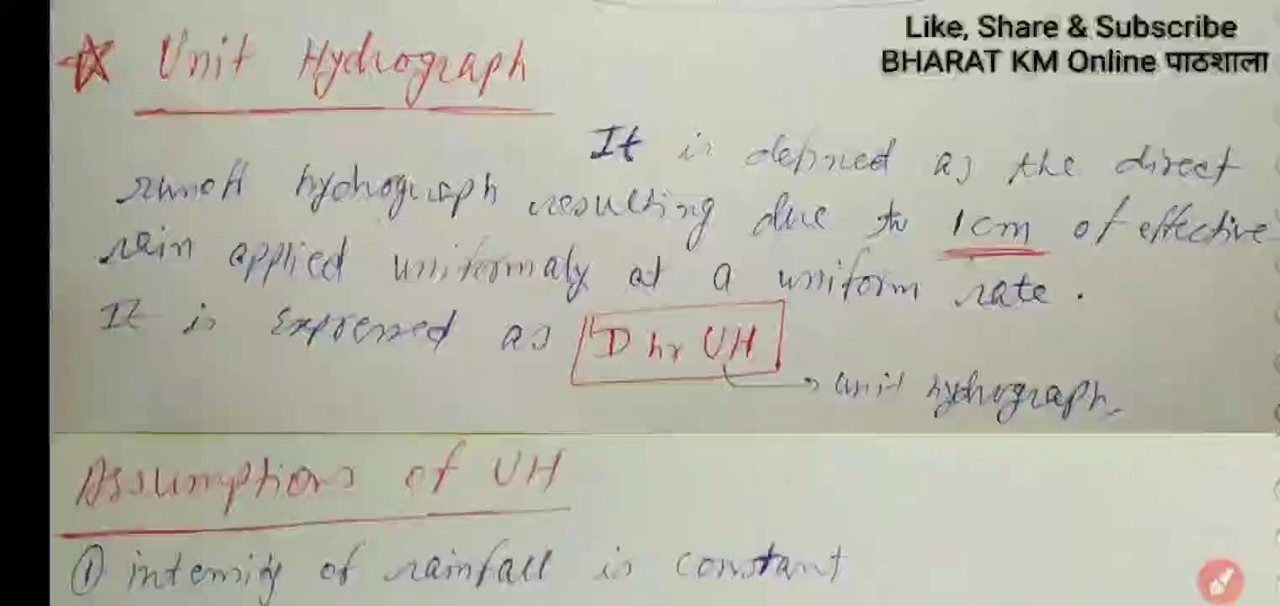 Like, Share & Subscribe
BHARAT KM Online पाठशाला
Unit Hydrograph
It is defined as the direct
runoff hydrograph resulting due to 1cm of effective
rain applied uniformaly at a uniform rate.
It is Expressed as "D hr UH
unit hydrograph.
Assumptions of UH
① intensity of rainfall is constant